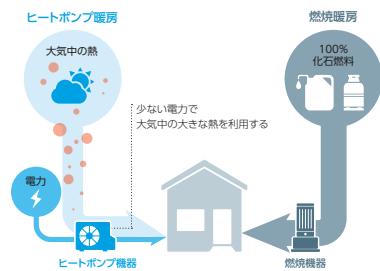 ヒートポンプ暖房
燃焼暖房
大気中の熱
100%
化石燃料
少ない電力で
大気中の大きな熱を利用する
電力
ヒートポンプ機器
燃焼機器